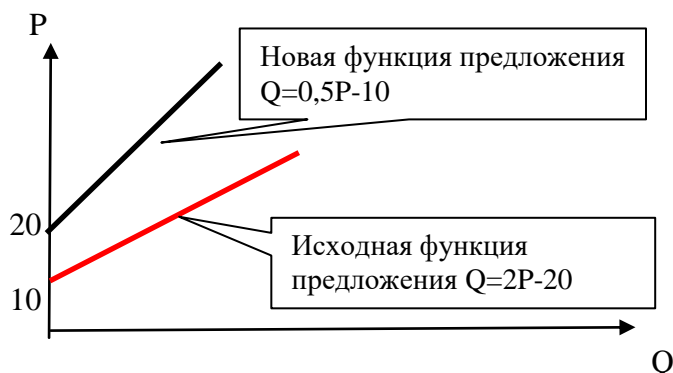 P
Новая функция предложения
Q=0,5P-10
20
Исходная функция
предложения Q=2P-20
10
Q